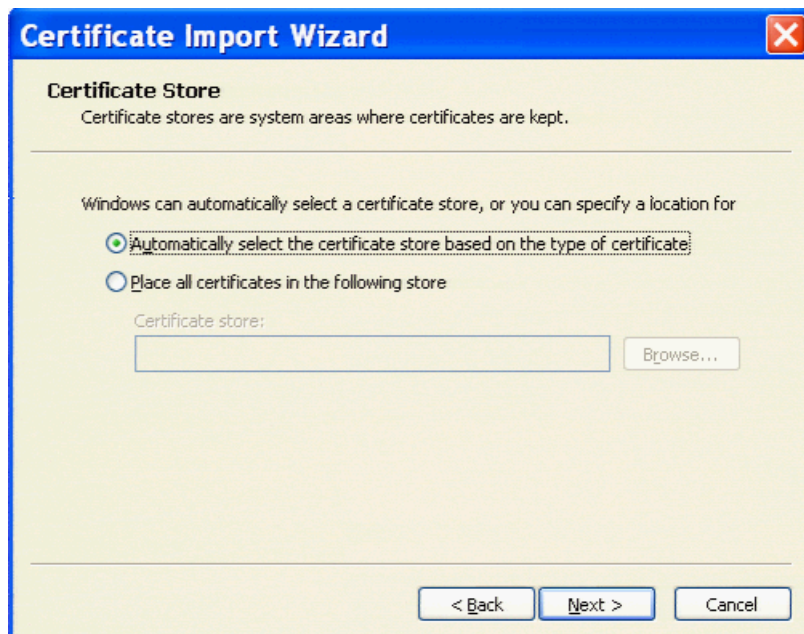 Certificate Import Wizard
Certificate Store
Certificate stores are system areas where certificates are kept.
Windows can automatically select a certificate store, or you can specify a location for
Automatically select the certificate store based on the type of certificate
Place all certificates in the following store
Certificate store:
Browse...
< Back
Next >
Cancel